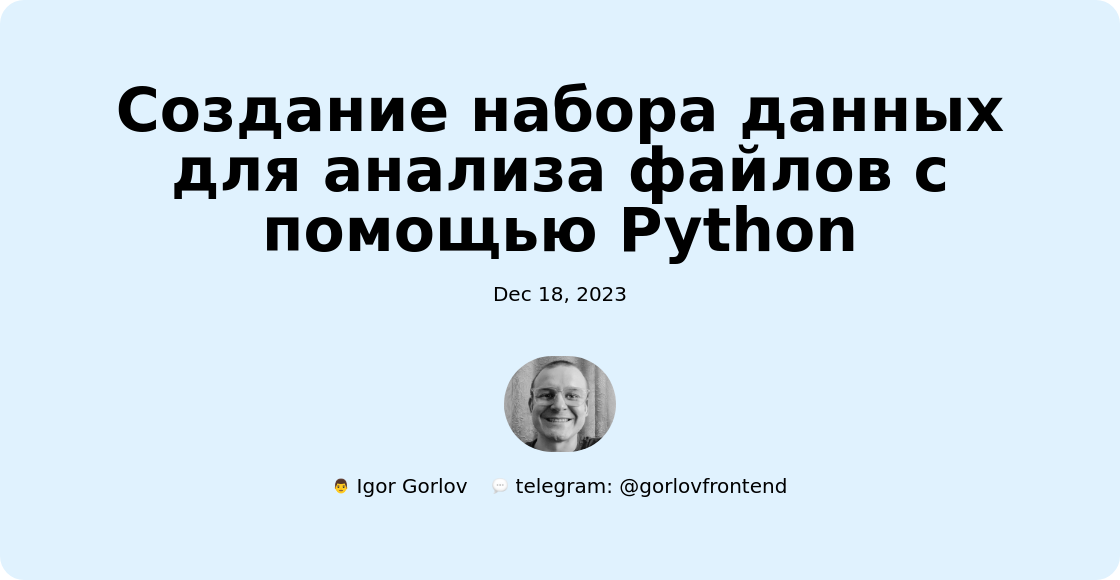 Создание набора данных
для анализа файлов с
помощью Python
Dec 18, 2023
Igor Gorlov telegram: @gorlovfrontend